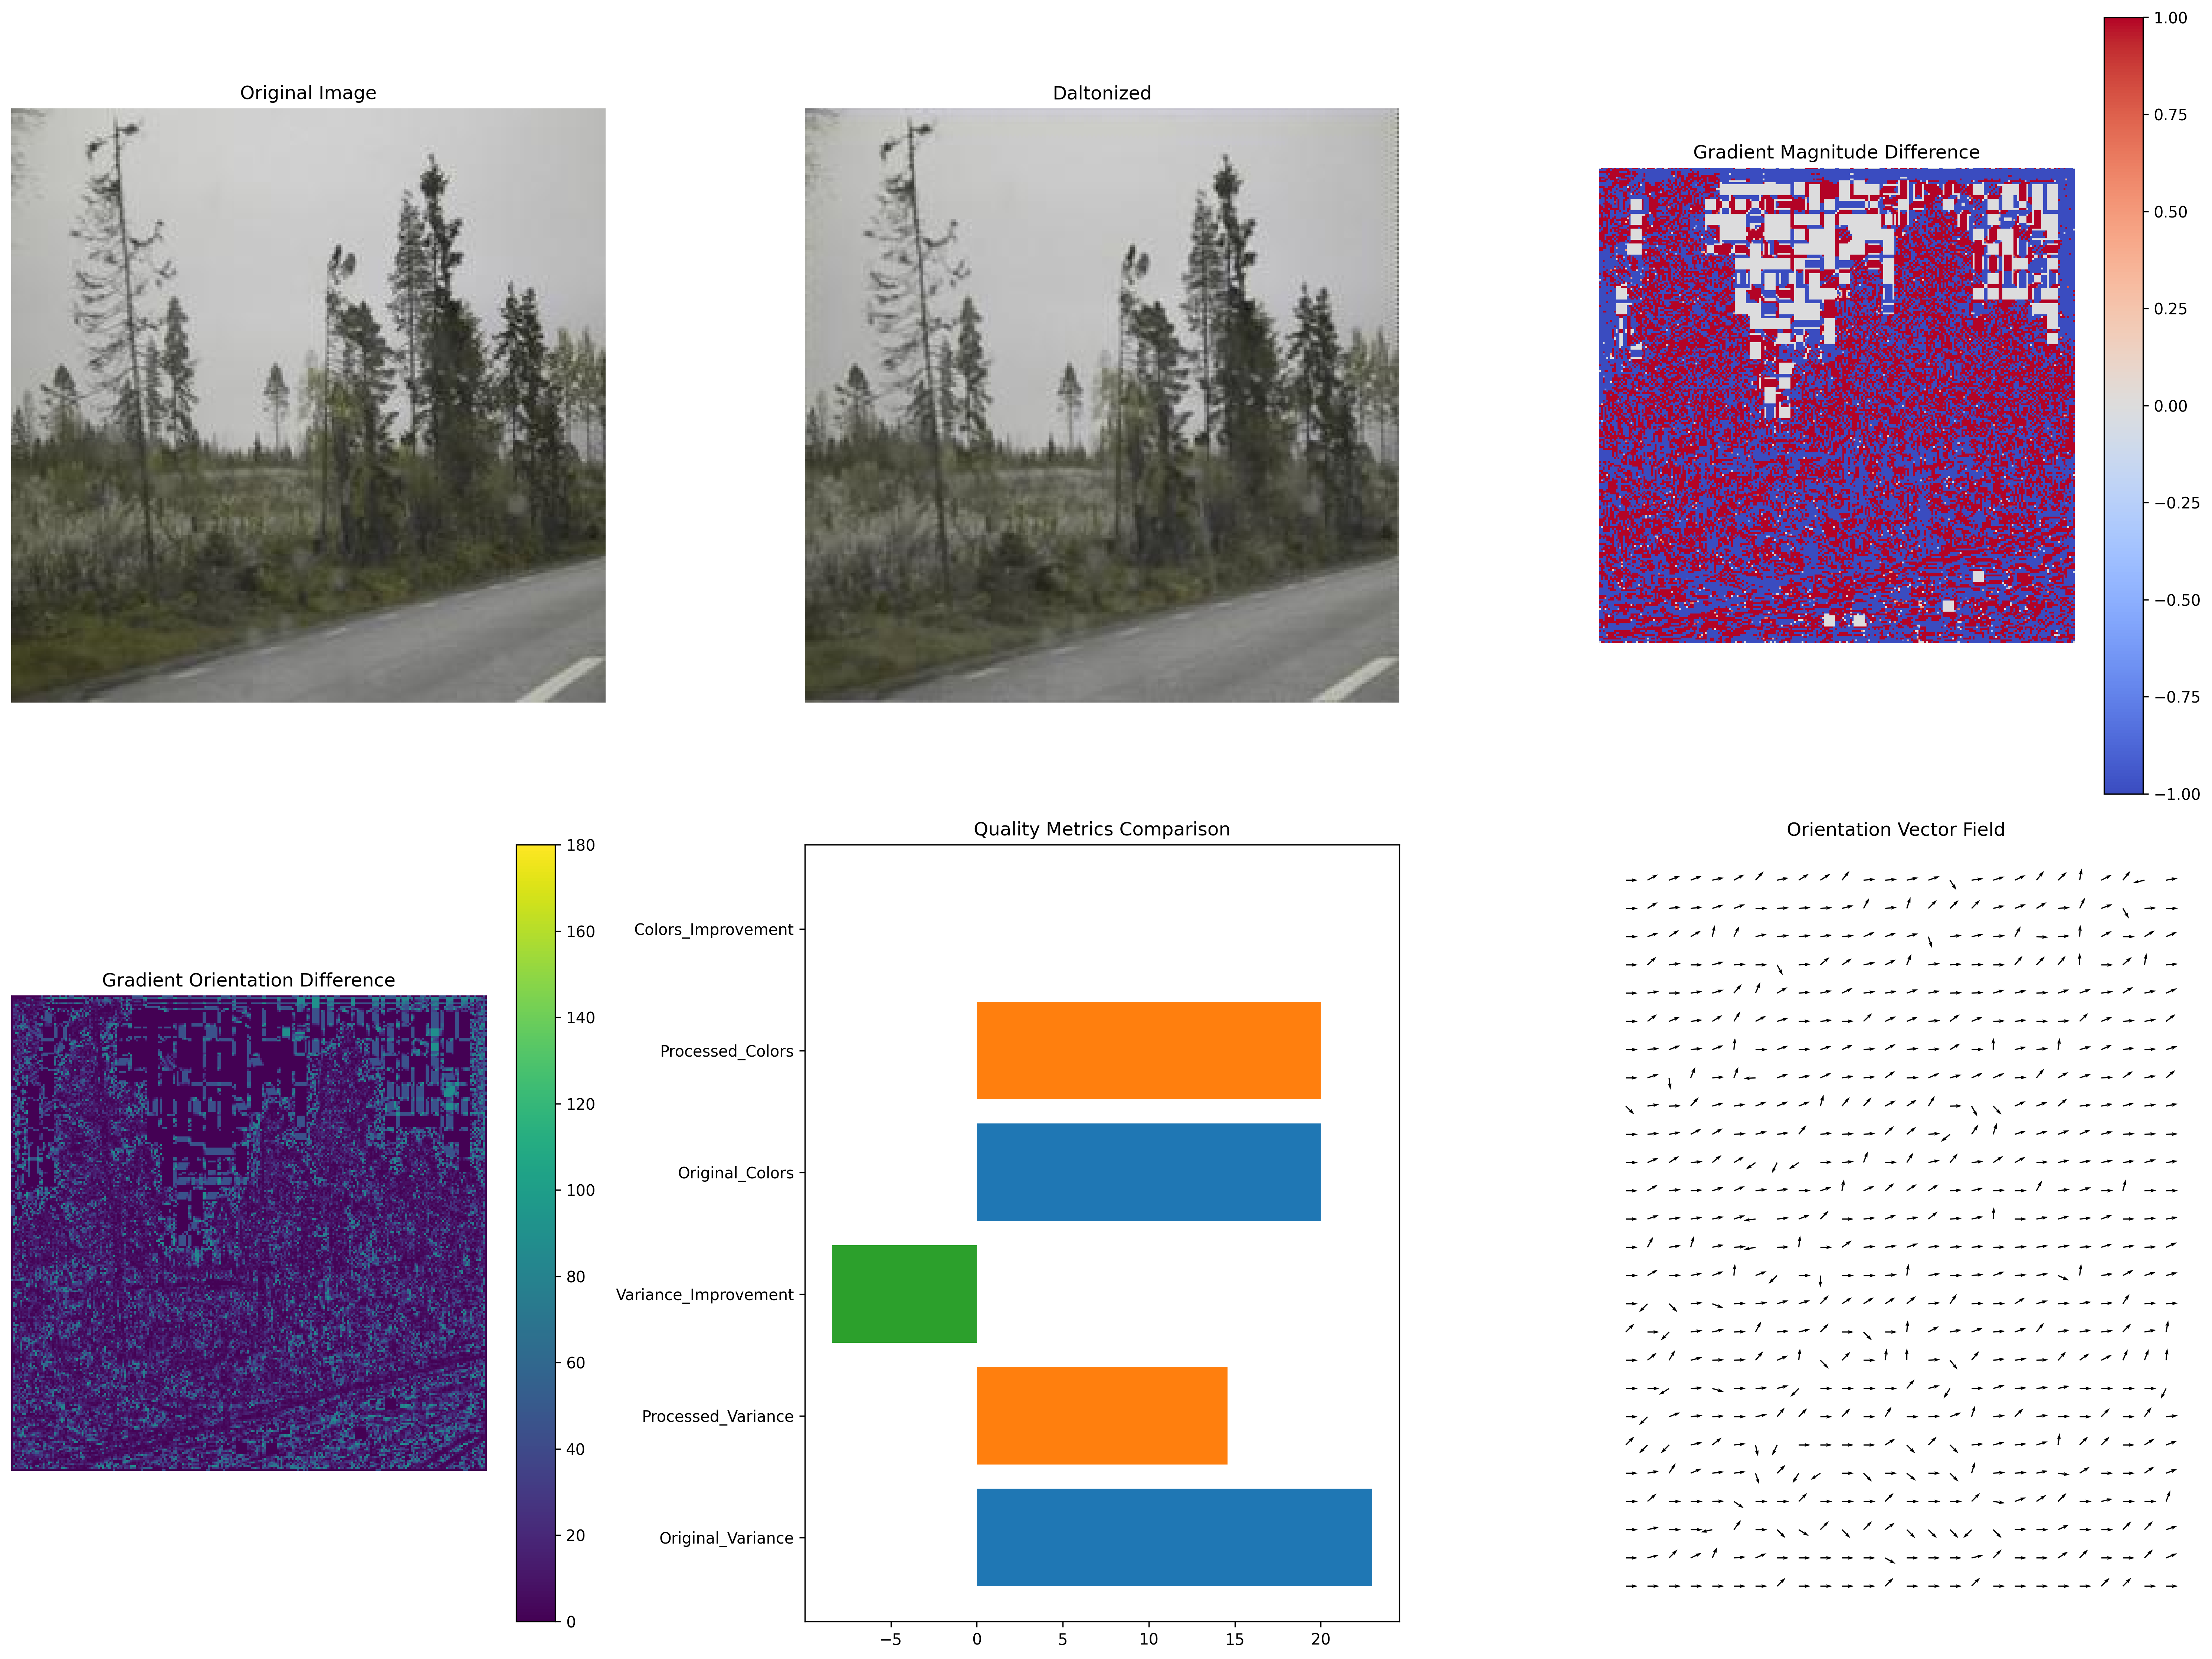 Original Image
Daltonized
Gradient Magnitude Difference
1.00
0.75
0.50
0.25
0.00
−0.25
−0.50
−0.75
−1.00
Gradient Orientation Difference
180
160
140
120
100
80
60
40
20
0
Quality Metrics Comparison
Colors_Improvement
Processed_Colors
Original_Colors
Variance_Improvement
Processed_Variance
Original_Variance
−5 0 5 10 15 20
Orientation Vector Field